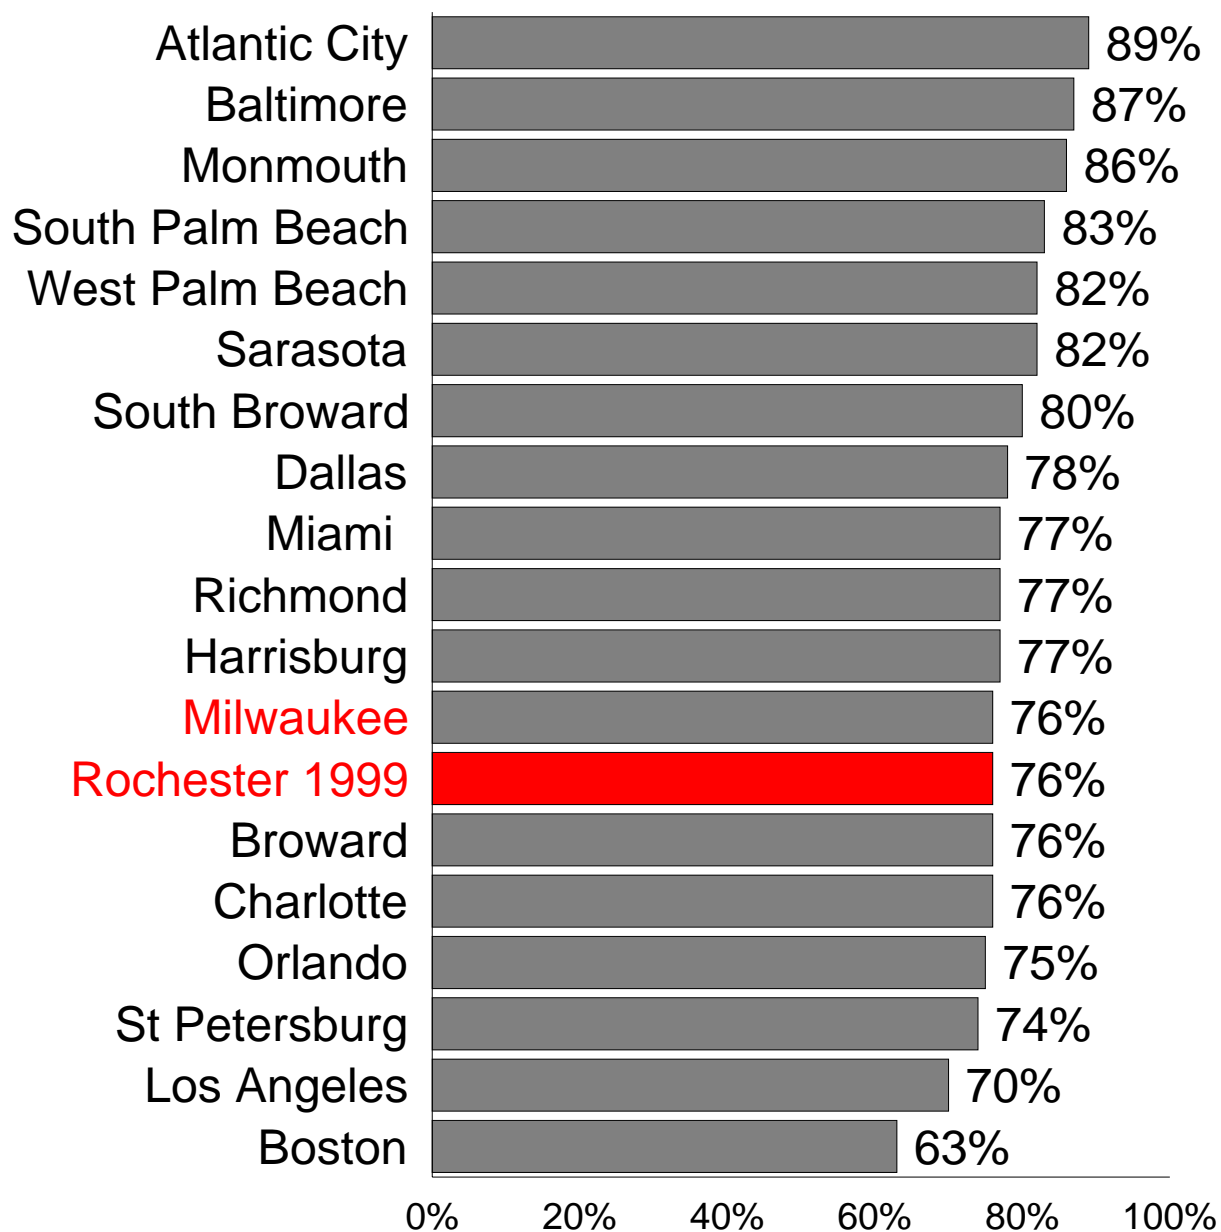 Atlantic City 89%
Baltimore 87%
Monmouth 86%
South Palm Beach 83%
West Palm Beach 82%
Sarasota 82%
South Broward 80%
Dallas 78%
Miami 77%
Richmond 77%
Harrisburg 77%
Milwaukee 76%
Rochester 1999 76%
Broward 76%
Charlotte 76%
Orlando 75%
St Petersburg 74%
Los Angeles 70%
Boston 63%
0% 20% 40% 60% 80% 100%